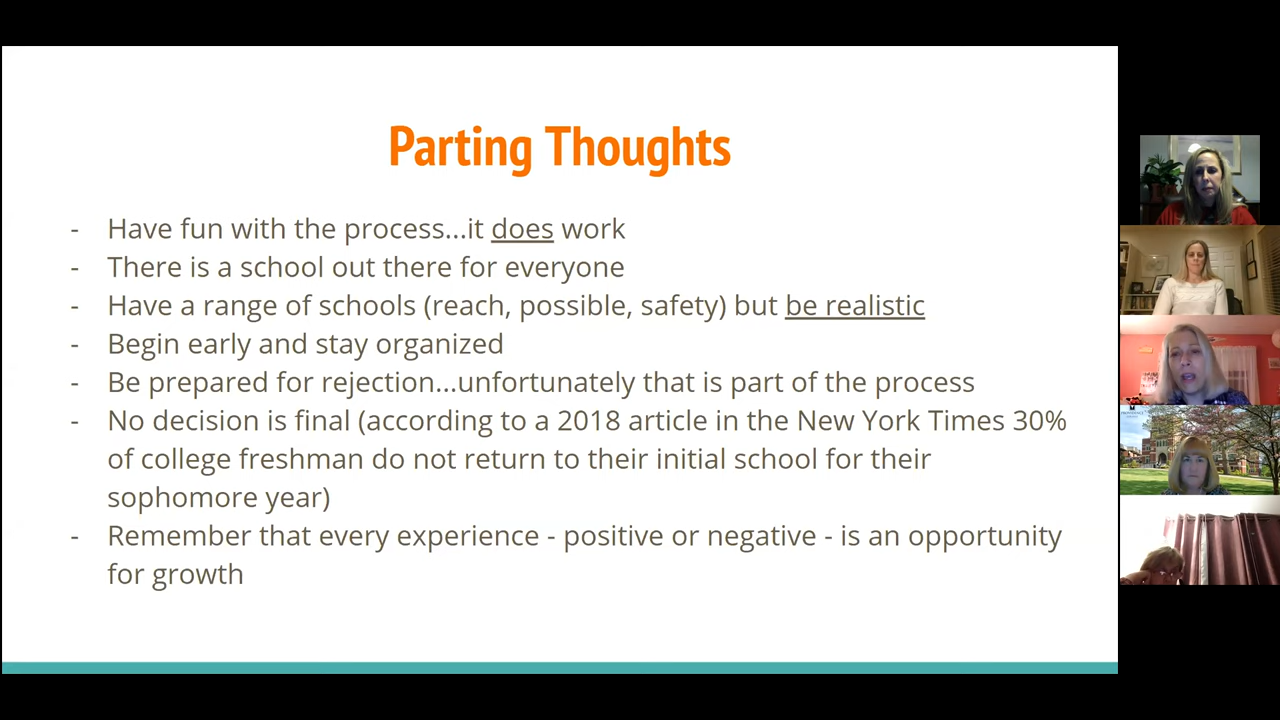 Parting Thoughts
- Have fun with the process...it does work
- There is a school out there for everyone
- Have a range of schools (reach, possible, safety) but be realistic
- Begin early and stay organized
- Be prepared for rejection...unfortunately that is part of the process
- No decision is final (according to a 2018 article in the New York Times 30%
of college freshman do not return to their initial school for their
sophomore year)
- Remember that every experience - positive or negative - is an opportunity
for growth